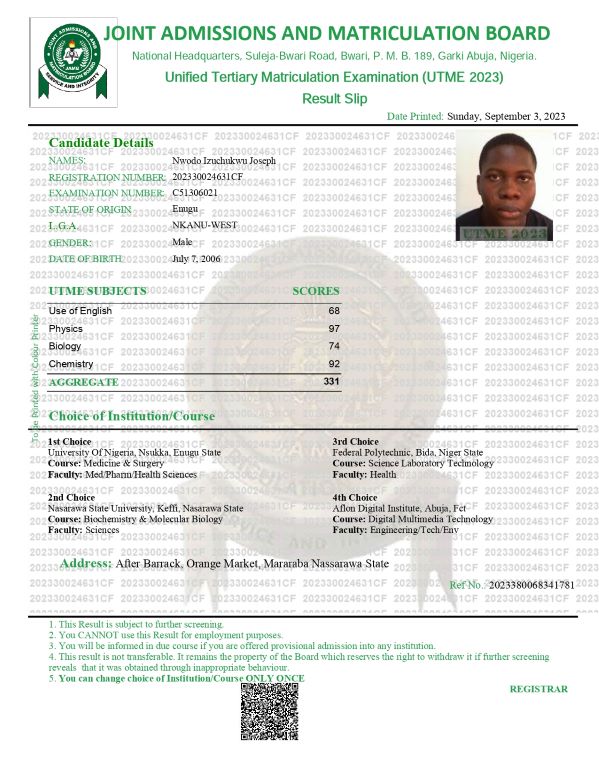 JOINT ADMISSIONS AND MATRICULATION BOARD
National Headquarters, Suleja-Bwari Road, Bwari, P. M. B. 189, Garki Abuja, Nigeria.
Unified Tertiary Matriculation Examination (UTME 2023)
Result Slip
Date Printed: Sunday, September 3, 2023
Candidate Details
NAMES: Nwodo Izuchukwu Joseph
REGISTRATION NUMBER: 202330024631CF
EXAMINATION NUMBER: C51306021
STATE OF ORIGIN Enugu
L.G.A. NKANU-WEST
GENDER: Male
DATE OF BIRTH July 7, 2006
UTME 2023
UTME SUBJECTS SCORES
Use of English 68
Physics 97
Biology 74
Chemistry 92
AGGREGATE 331
To be Printed with Colour Printer
Choice of Institution/Course
1st Choice
University Of Nigeria, Nsukka, Enugu State
Course: Medicine & Surgery
Faculty: Med/Pharm/Health Sciences
3rd Choice
Federal Polytechnic, Bida, Niger State
Course: Science Laboratory Technology
Faculty: Health
2nd Choice
Nasarawa State University, Keffi, Nasarawa State
Course: Biochemistry & Molecular Biology
Faculty: Sciences
4th Choice
Aflon Digital Institute, Abuja, Fct
Course: Digital Multimedia Technology
Faculty: Engineering/Tech/Env
Address: After Barrack, Orange Market, Mararaba Nassarawa State
Ref No.: 2023380068341781
1. This Result is subject to further screening.
2. You CANNOT use this Result for employment purposes.
3. You will be informed in due course if you are offered provisional admission into any institution.
4. This result is not transferable. It remains the property of the Board which reserves the right to withdraw it if further screening
reveals that it was obtained through inappropriate behaviour.
5. You can change choice of Institution/Course ONLY ONCE
REGISTRAR